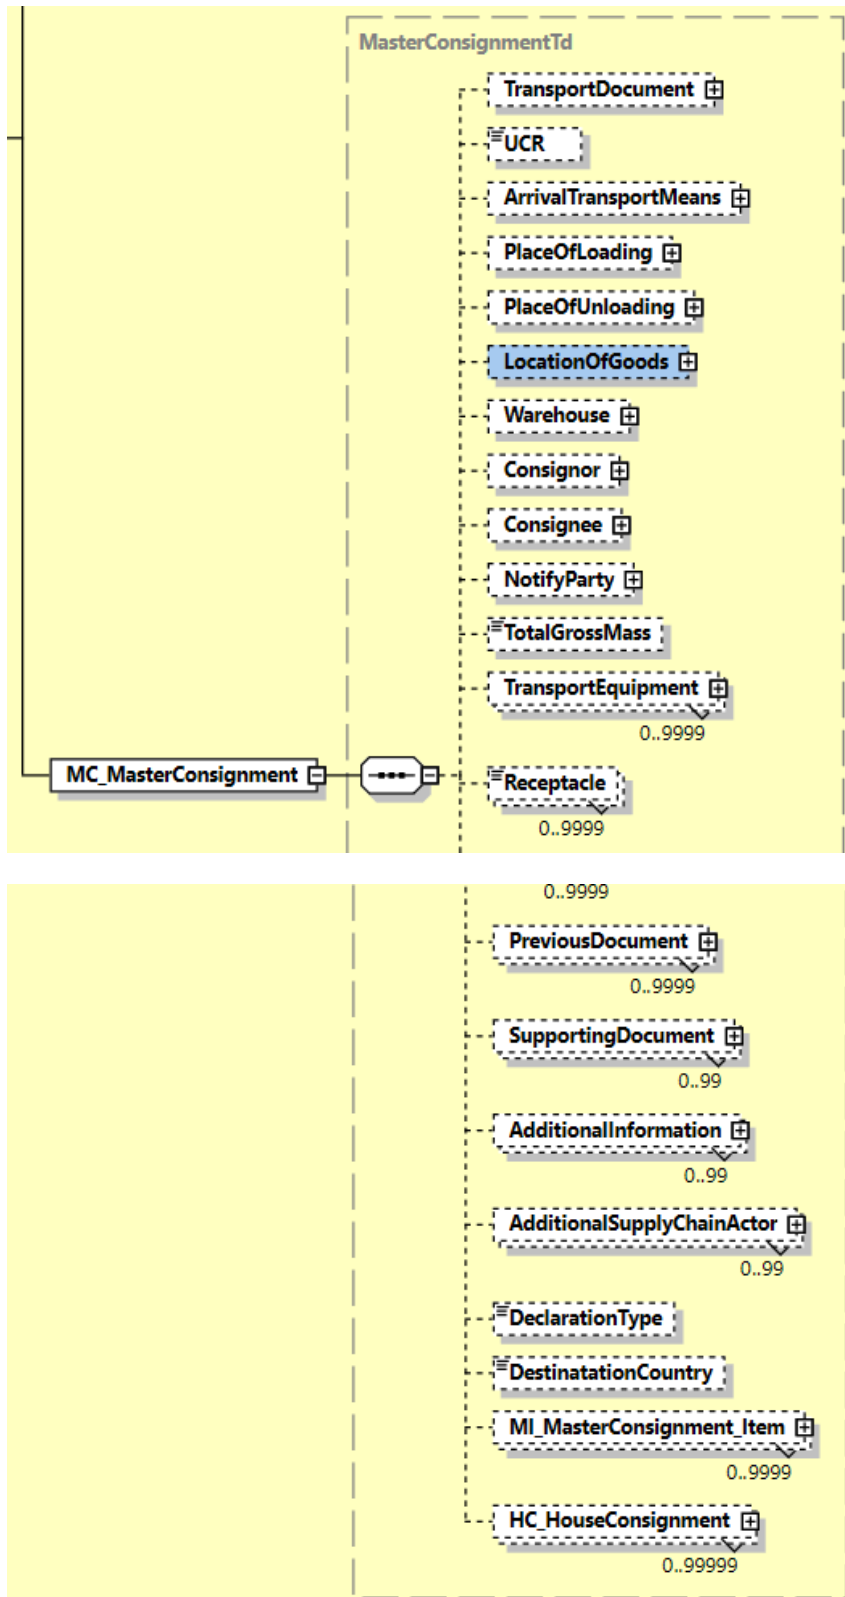 MasterConsignmentTd
TransportDocument
UCR
ArrivalTransportMeans
PlaceOfLoading
PlaceOfUnloading
LocationOfGoods
Warehouse
Consignor
Consignee
NotifyParty
TotalGrossMass
TransportEquipment
0..9999
MC_MasterConsignment
Receptacle
0..9999
0..9999
PreviousDocument
0..9999
SupportingDocument
0..99
AdditionalInformation
0..99
AdditionalSupplyChainActor
0..99
DeclarationType
DestinatationCountry
MI_MasterConsignment_Item
0..9999
HC_HouseConsignment
0..99999